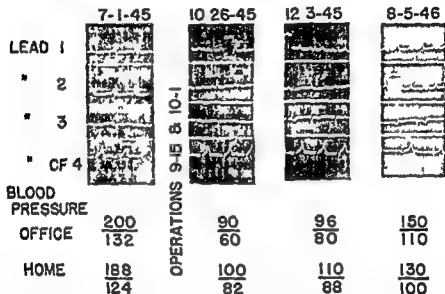 7-1-45 10 26-45 12 3-45 8-5-46
LEAD 1
" 2
" 3
" CF 4
OPERATIONS 9-15 & 10-1
BLOOD
PRESSURE
OFFICE 200/132 90/60 96/80 150/110
HOME 188/124 100/82 110/88 130/100